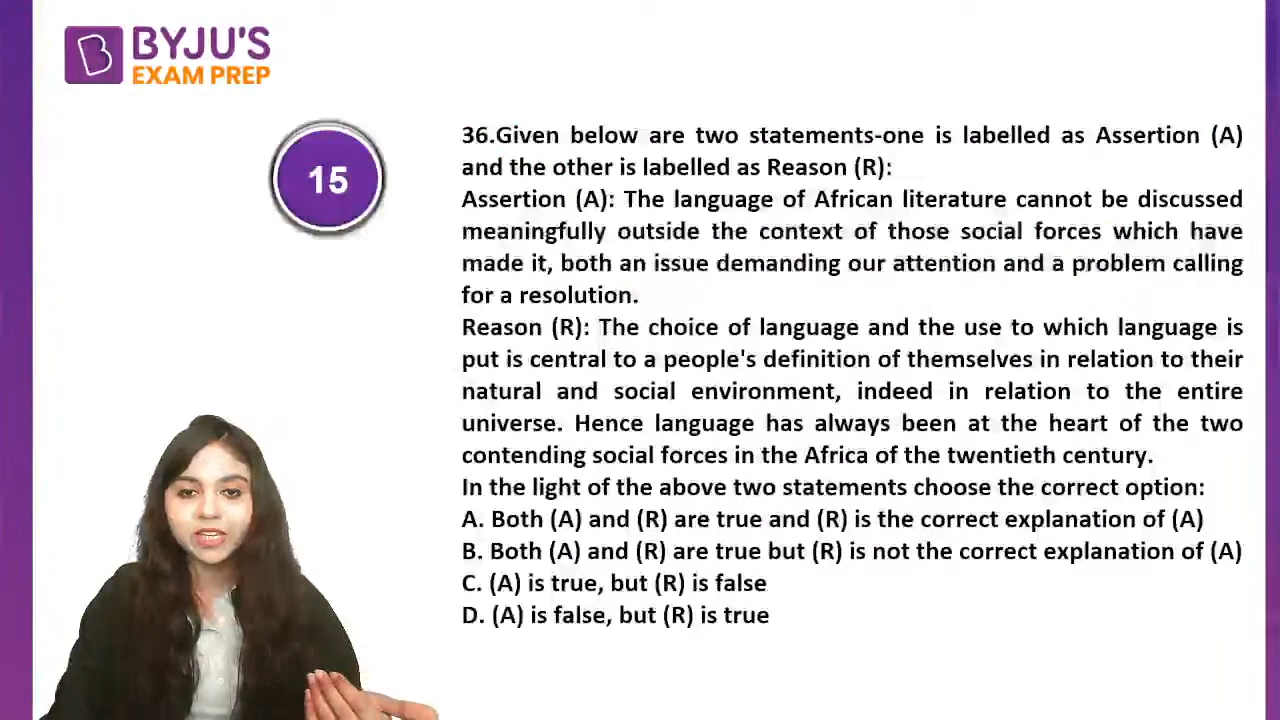 BYJU'S
EXAM PREP
15
36.Given below are two statements-one is labelled as Assertion (A)
and the other is labelled as Reason (R):
Assertion (A): The language of African literature cannot be discussed
meaningfully outside the context of those social forces which have
made it, both an issue demanding our attention and a problem calling
for a resolution.
Reason (R): The choice of language and the use to which language is
put is central to a people's definition of themselves in relation to their
natural and social environment, indeed in relation to the entire
universe. Hence language has always been at the heart of the two
contending social forces in the Africa of the twentieth century.
In the light of the above two statements choose the correct option:
A. Both (A) and (R) are true and (R) is the correct explanation of (A)
B. Both (A) and (R) are true but (R) is not the correct explanation of (A)
C. (A) is true, but (R) is false
D. (A) is false, but (R) is true